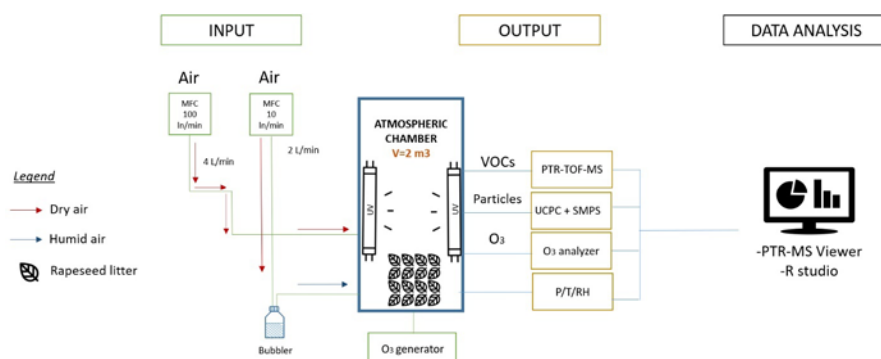 INPUT
OUTPUT
DATA ANALYSIS
Air
Air
MFC
100
ln/min
MFC
10
ln/min
4 L/min
2 L/min
ATMOSPHERIC
CHAMBER
V=2 m3
UV
UV
VOCs
Particles
O3
PTR-TOF-MS
UCPC + SMPS
O3 analyzer
P/T/RH
-PTR-MS Viewer
-R studio
Legend
Dry air
Humid air
Rapeseed litter
Bubbler
O3 generator